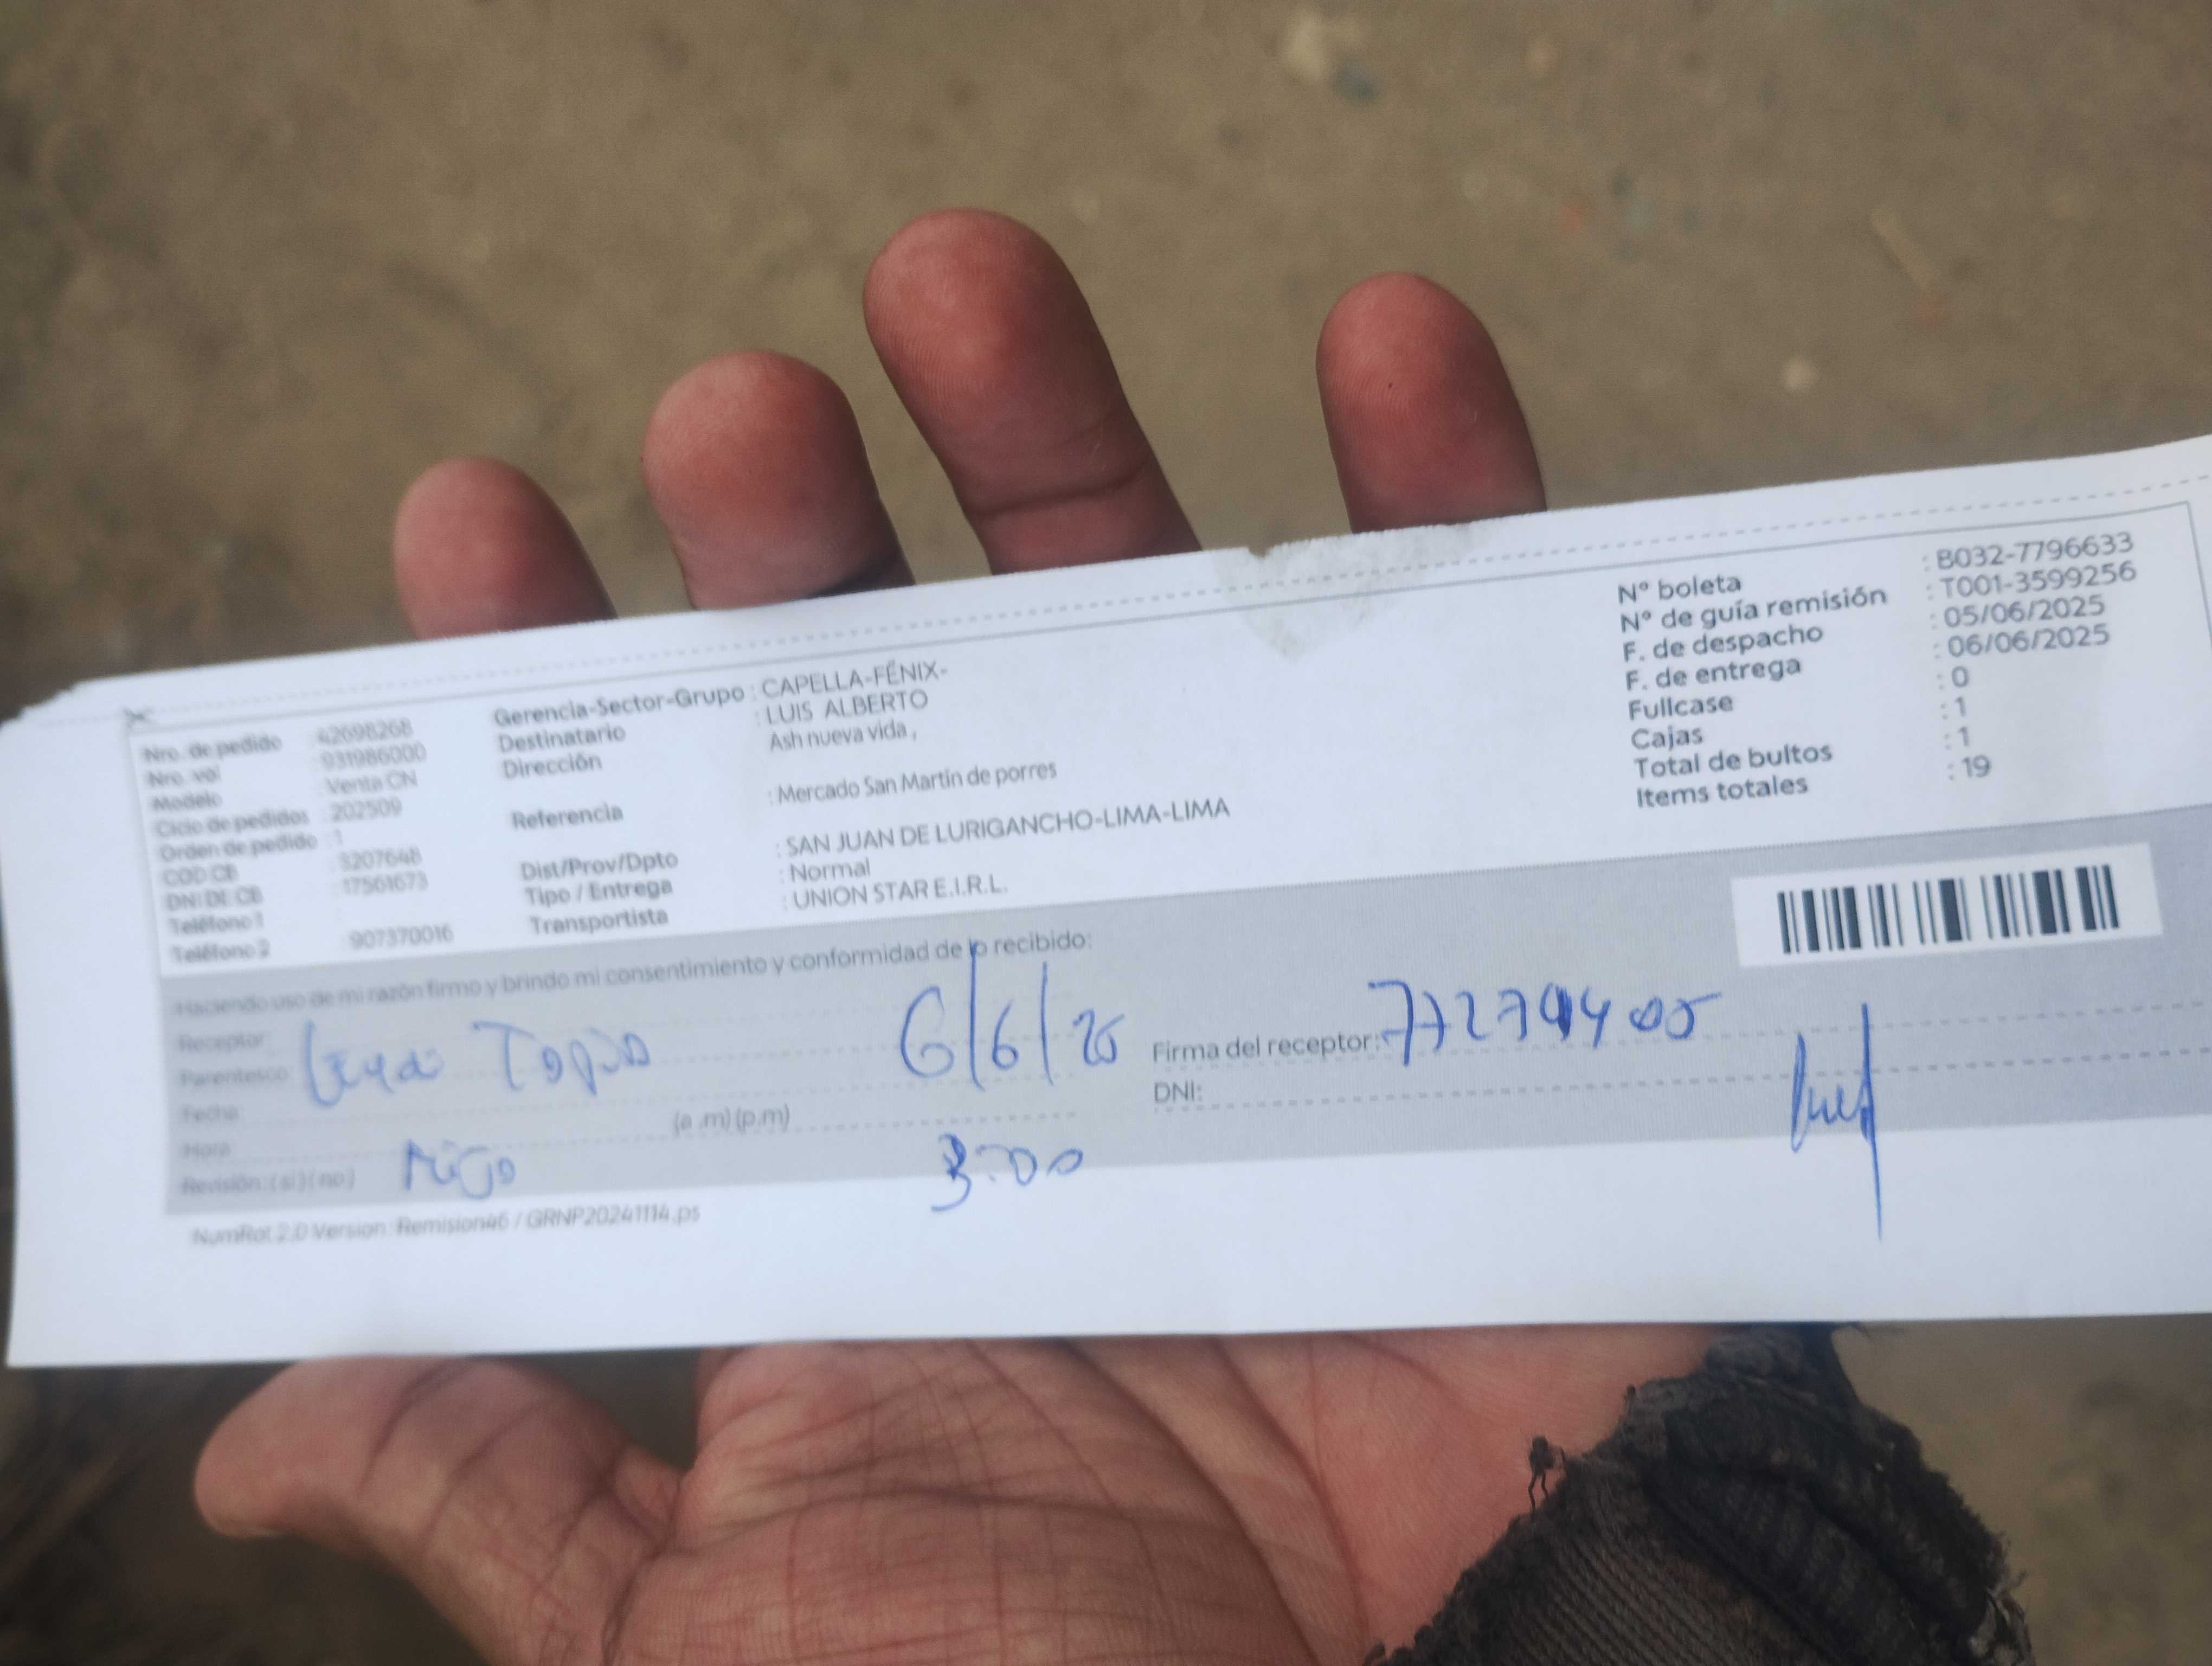 Nro. de pedido : 42698268
Nro. vol : 931986000
Modelo : Venta CN
Ciclo de pedidos : 202509
Orden de pedido : 1
COD CB : 3207648
DNI DE CB : 17561673
Teléfono 1
Teléfono 2 : 907370016
Gerencia-Sector-Grupo : CAPELLA-FÉNIX-
Destinatario : LUIS ALBERTO
Dirección Ash nueva vida ,
Referencia : Mercado San Martín de porres
Dist/Prov/Dpto : SAN JUAN DE LURIGANCHO-LIMA-LIMA
Tipo / Entrega : Normal
Transportista : UNION STAR E.I.R.L.
N° boleta : B032-7796633
N° de guía remisión : T001-3599256
F. de despacho : 05/06/2025
F. de entrega : 06/06/2025
Fullcase : 0
Cajas : 1
Total de bultos : 1
Items totales : 19
Haciendo uso de mi razón firmo y brindo mi consentimiento y conformidad de lo recibido:
Receptor:
Parentesco:
Fecha: 6/6/25
Hora: (a .m) (p.m) 3:00
Revisión: (si) (no)
Firma del receptor:
DNI:
NumRot 2.0 Version: Remision46 / GRNP20241114.ps